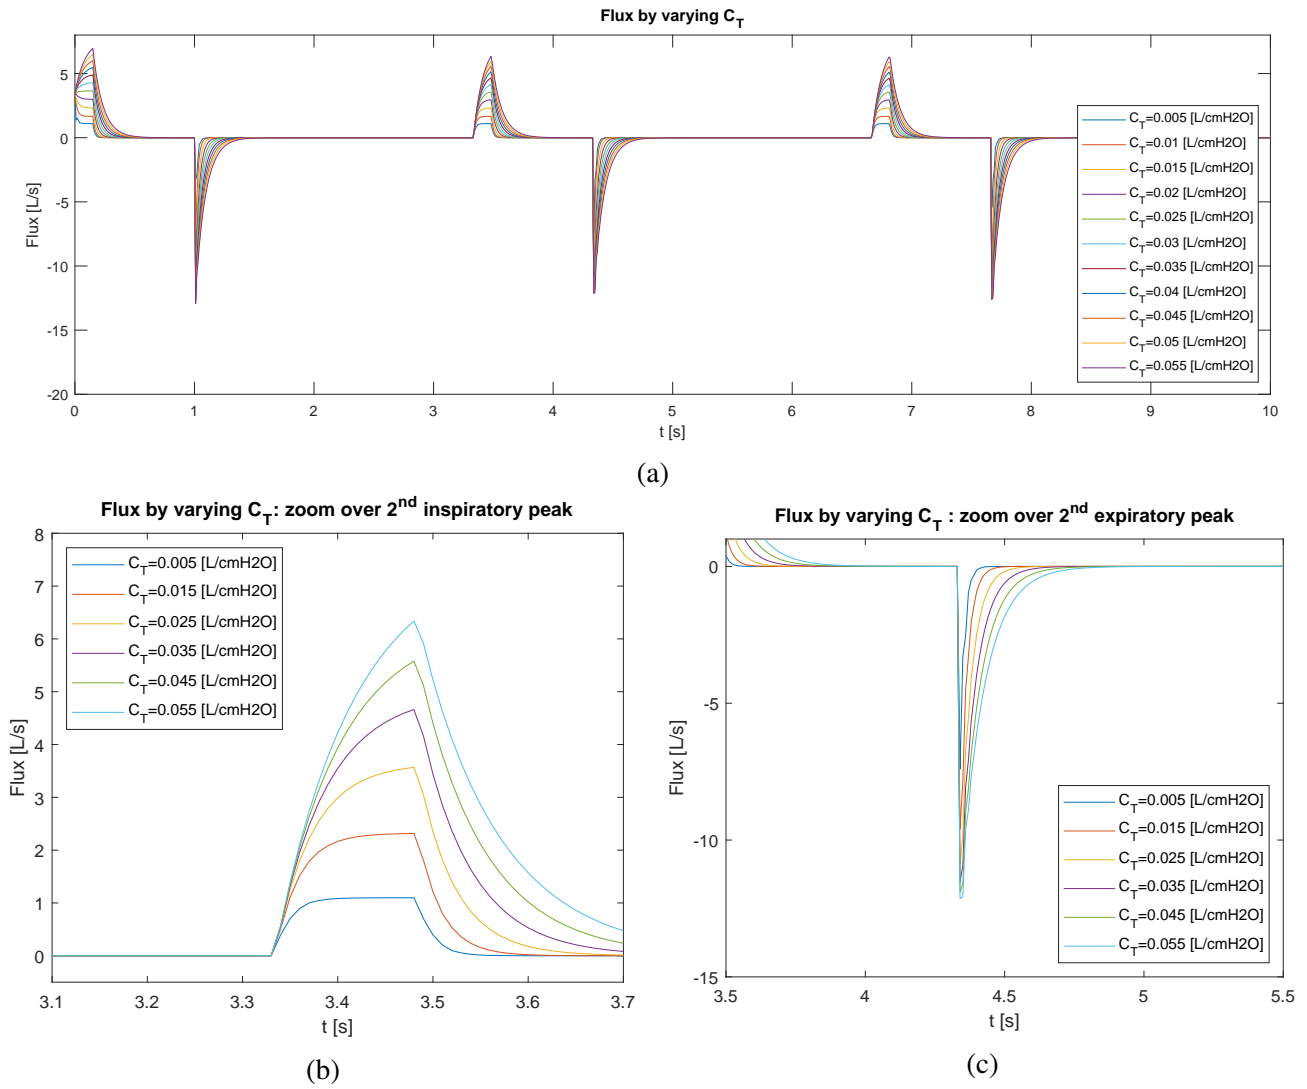 Flux by varying C_T
5
0
-5
-10
-15
-20
Flux [L/s]
0 1 2 3 4 5 6 7 8 9 10
t [s]
C_T=0.005 [L/cmH2O]
C_T=0.01 [L/cmH2O]
C_T=0.015 [L/cmH2O]
C_T=0.02 [L/cmH2O]
C_T=0.025 [L/cmH2O]
C_T=0.03 [L/cmH2O]
C_T=0.035 [L/cmH2O]
C_T=0.04 [L/cmH2O]
C_T=0.045 [L/cmH2O]
C_T=0.05 [L/cmH2O]
C_T=0.055 [L/cmH2O]
(a)
Flux by varying C_T: zoom over 2nd inspiratory peak
8
7
6
5
4
3
2
1
0
Flux [L/s]
C_T=0.005 [L/cmH2O]
C_T=0.015 [L/cmH2O]
C_T=0.025 [L/cmH2O]
C_T=0.035 [L/cmH2O]
C_T=0.045 [L/cmH2O]
C_T=0.055 [L/cmH2O]
3.1 3.2 3.3 3.4 3.5 3.6 3.7
t [s]
(b)
Flux by varying C_T : zoom over 2nd expiratory peak
0
-5
-10
-15
Flux [L/s]
C_T=0.005 [L/cmH2O]
C_T=0.015 [L/cmH2O]
C_T=0.025 [L/cmH2O]
C_T=0.035 [L/cmH2O]
C_T=0.045 [L/cmH2O]
C_T=0.055 [L/cmH2O]
3.5 4 4.5 5 5.5
t [s]
(c)